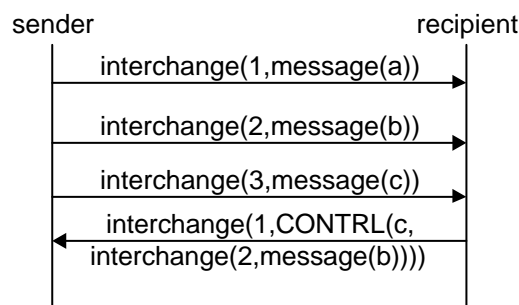 sender recipient
interchange(1,message(a))
interchange(2,message(b))
interchange(3,message(c))
interchange(1,CONTRL(c,
interchange(2,message(b))))